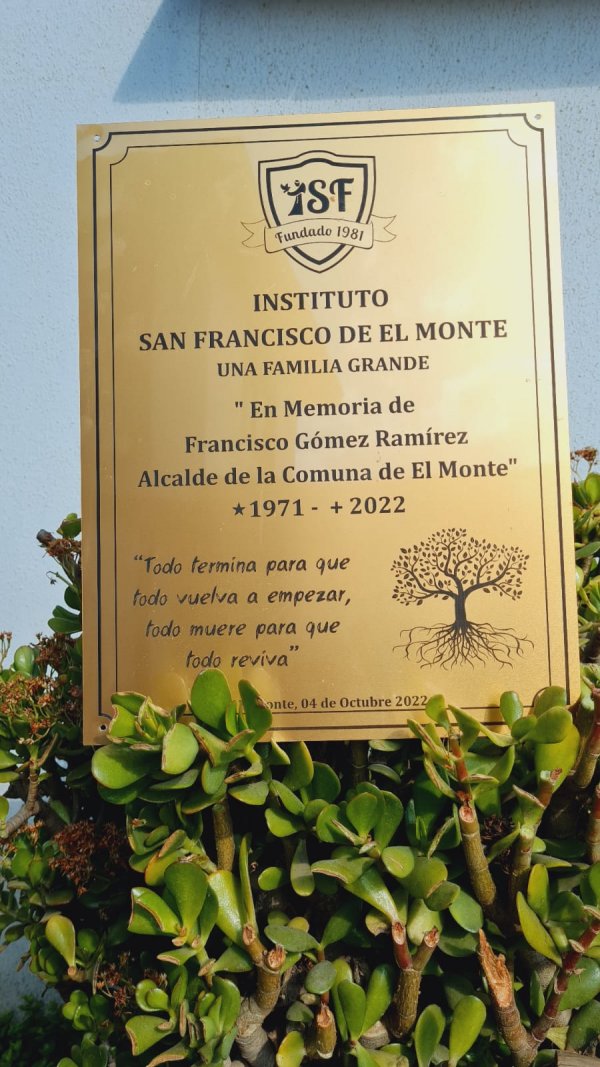 ISF
Fundado 1981
INSTITUTO
SAN FRANCISCO DE EL MONTE
UNA FAMILIA GRANDE
" En Memoria de
Francisco Gómez Ramírez
Alcalde de la Comuna de El Monte"
★1971 - + 2022
“Todo termina para que
todo vuelva a empezar,
todo muere para que
todo reviva”
onte, 04 de Octubre 2022